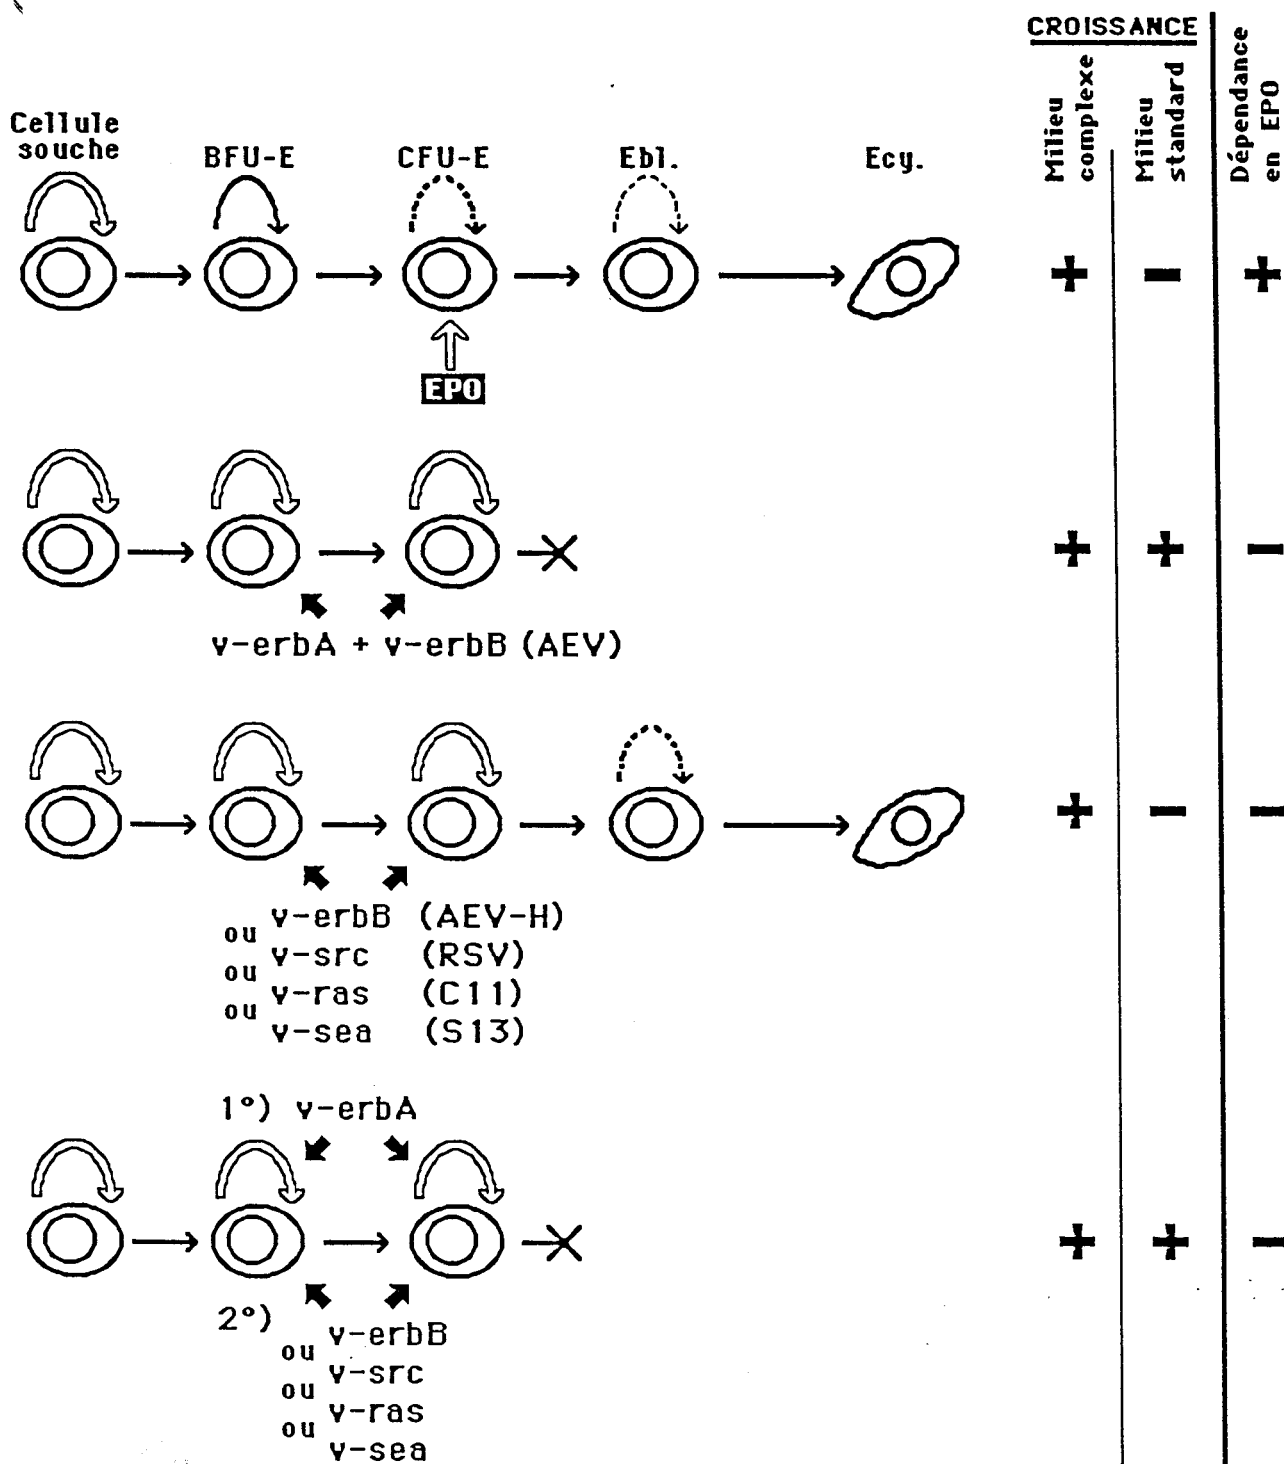 CROISSANCE
Milieu
complexe
Milieu
standard
Dépendance
en EPO
Cellule
souche
BFU-E
CFU-E
Ebl.
Ecy.
+ - +
EPO
+ + -
v-erbA + v-erbB (AEV)
+ - -
v-erbB (AEV-H)
ou
v-src (RSV)
ou
v-ras (C11)
ou
v-sea (S13)
1°) v-erbA
+ + -
2°)
v-erbB
ou
v-src
ou
v-ras
ou
v-sea